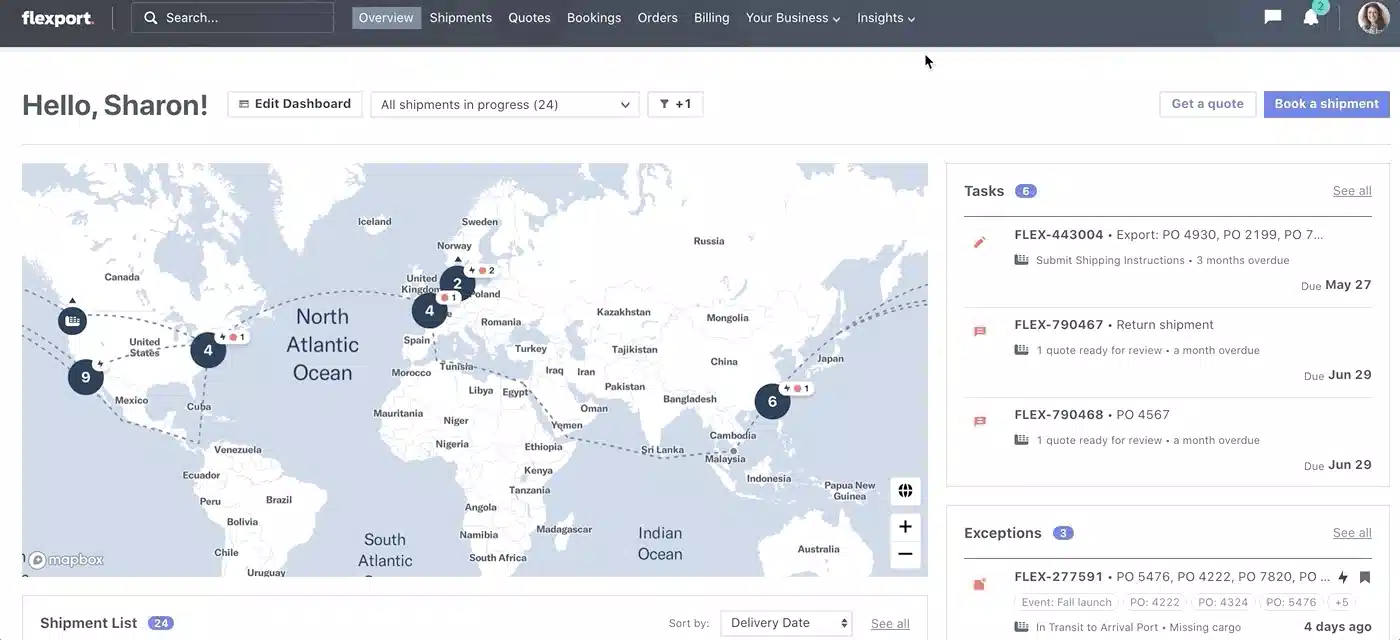 flexport.
Search...
Overview
Shipments
Quotes
Bookings
Orders
Billing
Your Business
Insights
2
Hello, Sharon!
Edit Dashboard
All shipments in progress (24)
+1
Get a quote
Book a shipment
Iceland
Sweden
Norway
Russia
2
2
Canada
United
Kingdom
Poland
1
4
9
4
1
North
Atlantic
Ocean
United
States
Romania
Kazakhstan
Mongolia
Spain
Turkey
Tajikistan
China
Japan
Morocco
Tunisia
Iraq
Iran
Pakistan
Mexico
Cuba
Libya
Egypt
Bangladesh
6
1
Mauritania
Niger
Oman
Yemen
Nigeria
Ethiopia
Cambodia
Venezuela
Sri Lanka
Malaysia
Ecuador
Kenya
Indonesia
Papua New
Guinea
Peru
Brazil
Tanzania
Angola
Bolivia
Madagascar
Namibia
South
Atlantic
Indian
Ocean
Chile
South Africa
Australia
Uruguay
mapbox
Tasks 6
See all
FLEX-443004 • Export: PO 4930, PO 2199, PO 7...
Submit Shipping Instructions • 3 months overdue
Due May 27
FLEX-790467 • Return shipment
1 quote ready for review • a month overdue
Due Jun 29
FLEX-790468 • PO 4567
1 quote ready for review • a month overdue
Due Jun 29
Exceptions 3
See all
FLEX-277591 • PO 5476, PO 4222, PO 7820, PO ...
Event: Fall launch
PO: 4222
PO: 4324
PO: 5476
+5
In Transit to Arrival Port • Missing cargo
4 days ago
Shipment List 24
Sort by:
Delivery Date
See all